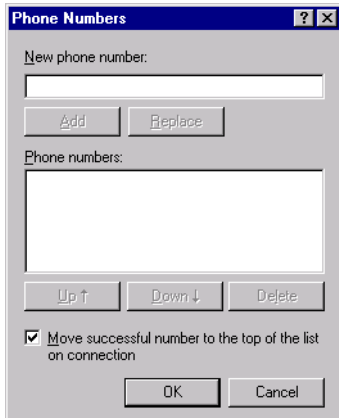 Phone Numbers
New phone number:
Add Replace
Phone numbers:
Up ↑ Down ↓ Delete
Move successful number to the top of the list
on connection
OK Cancel